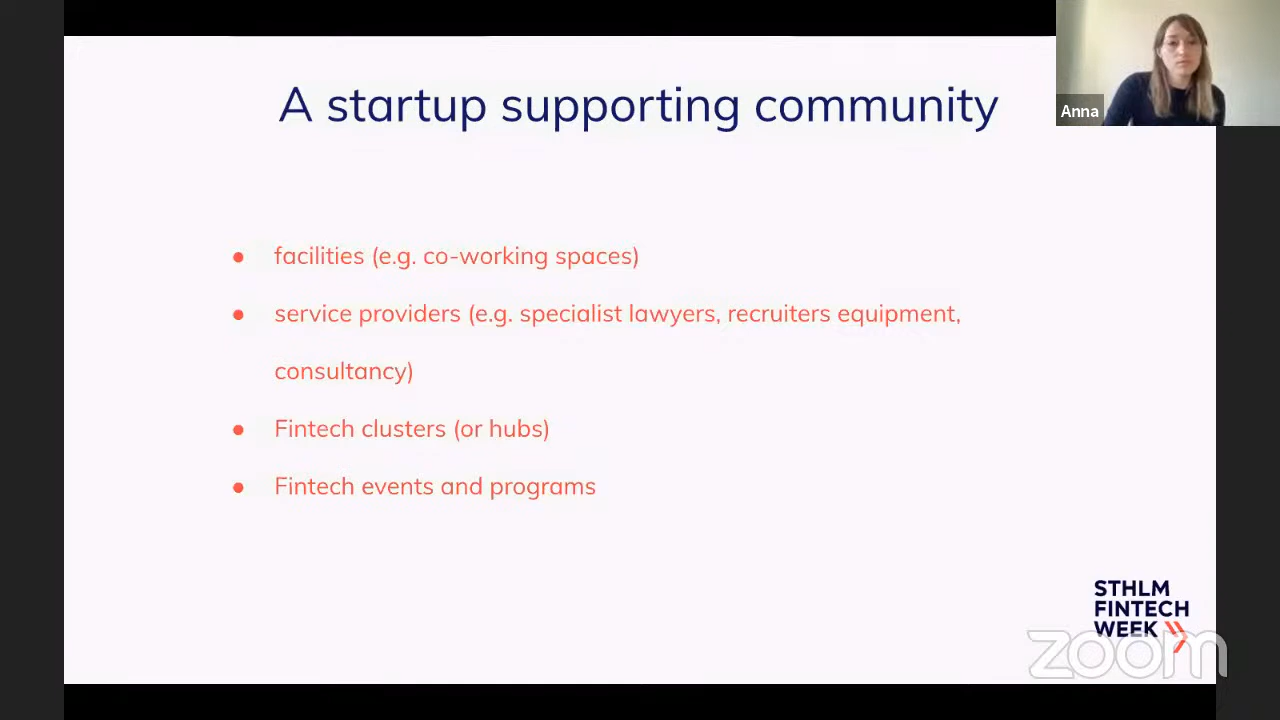 A startup supporting community
Anna
● facilities (e.g. co-working spaces)
● service providers (e.g. specialist lawyers, recruiters equipment,
consultancy)
● Fintech clusters (or hubs)
● Fintech events and programs
STHLM
FINTECH
WEEK
zoom